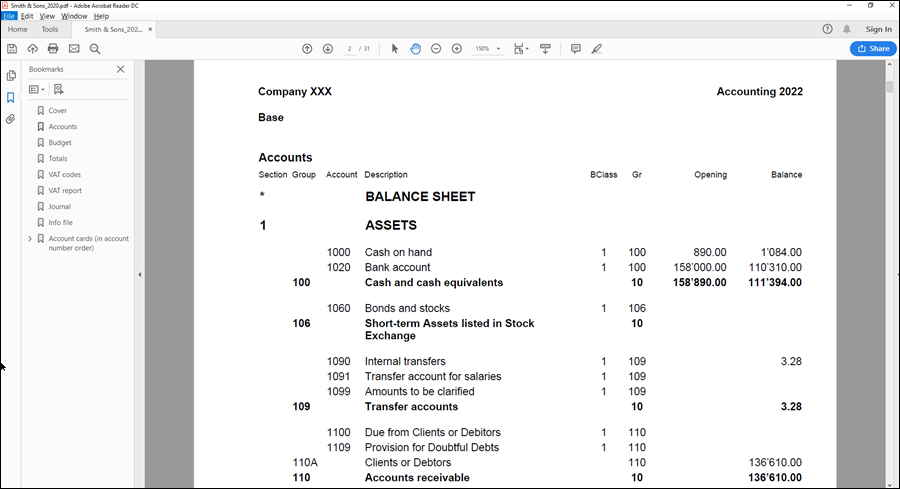 Smith & Sons_2020.pdf - Adobe Acrobat Reader DC
File Edit View Window Help
Home Tools Smith & Sons_202... × Sign In
2 / 31 150% Share
Bookmarks
Cover
Accounts
Budget
Totals
VAT codes
VAT report
Journal
Info file
Account cards (in account
number order)
Company XXX Accounting 2022
Base
Accounts
Section Group Account Description BClass Gr Opening Balance
* BALANCE SHEET
1 ASSETS
1000 Cash on hand 1 100 890.00 1'084.00
1020 Bank account 1 100 158'000.00 110'310.00
100 Cash and cash equivalents 10 158'890.00 111'394.00
1060 Bonds and stocks 1 106
106 Short-term Assets listed in Stock 10
Exchange
1090 Internal transfers 1 109 3.28
1091 Transfer account for salaries 1 109
1099 Amounts to be clarified 1 109
109 Transfer accounts 10 3.28
1100 Due from Clients or Debitors 1 110
1109 Provision for Doubtful Debts 1 110
110A Clients or Debtors 110 136'610.00
110 Accounts receivable 10 136'610.00